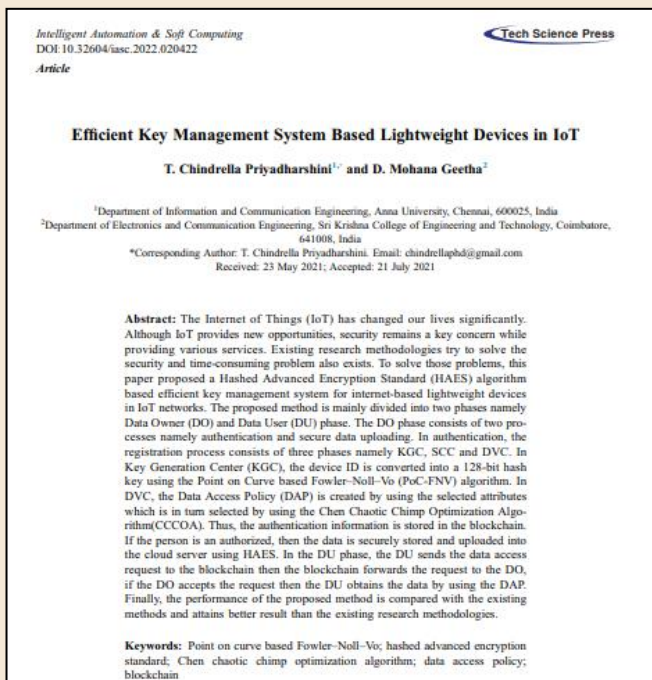 Intelligent Automation & Soft Computing
DOI:10.32604/iasc.2022.020422
Article
Tech Science Press
Efficient Key Management System Based Lightweight Devices in IoT
T. Chindrella Priyadharshini1,* and D. Mohana Geetha2
1Department of Information and Communication Engineering, Anna University, Chennai, 600025, India
2Department of Electronics and Communication Engineering, Sri Krishna College of Engineering and Technology, Coimbatore,
641008, India
*Corresponding Author: T. Chindrella Priyadharshini. Email: chindrellaphd@gmail.com
Received: 23 May 2021; Accepted: 21 July 2021
Abstract: The Internet of Things (IoT) has changed our lives significantly.
Although IoT provides new opportunities, security remains a key concern while
providing various services. Existing research methodologies try to solve the
security and time-consuming problem also exists. To solve those problems, this
paper proposed a Hashed Advanced Encryption Standard (HAES) algorithm
based efficient key management system for internet-based lightweight devices
in IoT networks. The proposed method is mainly divided into two phases namely
Data Owner (DO) and Data User (DU) phase. The DO phase consists of two pro-
cesses namely authentication and secure data uploading. In authentication, the
registration process consists of three phases namely KGC, SCC and DVC. In
Key Generation Center (KGC), the device ID is converted into a 128-bit hash
key using the Point on Curve based Fowler–Noll–Vo (PoC-FNV) algorithm. In
DVC, the Data Access Policy (DAP) is created by using the selected attributes
which is in turn selected by using the Chen Chaotic Chimp Optimization Algo-
rithm(CCCOA). Thus, the authentication information is stored in the blockchain.
If the person is an authorized, then the data is securely stored and uploaded into
the cloud server using HAES. In the DU phase, the DU sends the data access
request to the blockchain then the blockchain forwards the request to the DO,
if the DO accepts the request then the DU obtains the data by using the DAP.
Finally, the performance of the proposed method is compared with the existing
methods and attains better result than the existing research methodologies.
Keywords: Point on curve based Fowler–Noll–Vo; hashed advanced encryption
standard; Chen chaotic chimp optimization algorithm; data access policy;
blockchain